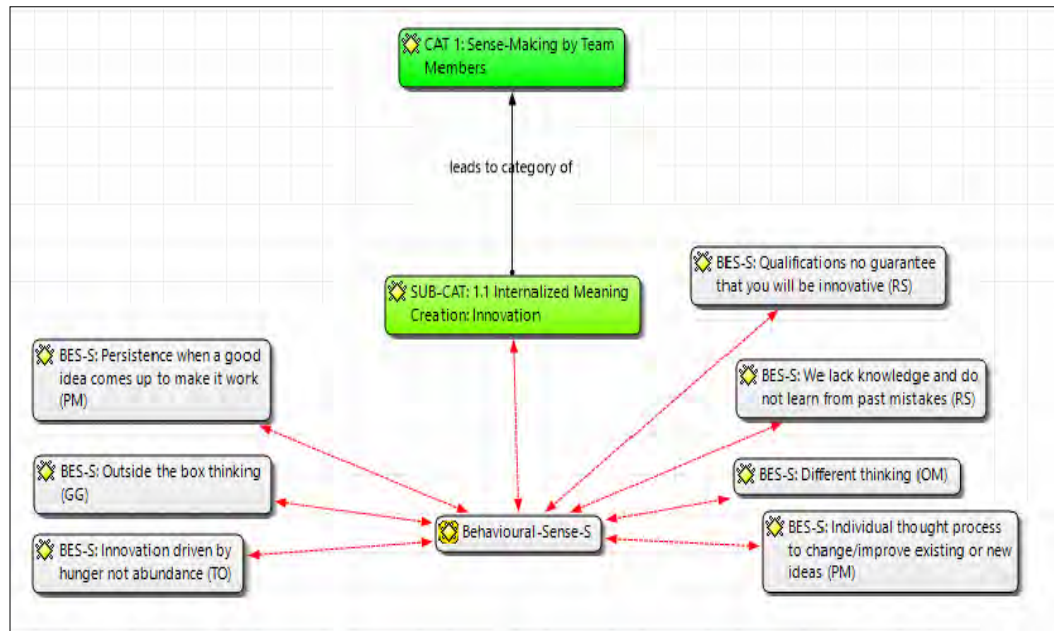 CAT 1: Sense-Making by Team
Members
leads to category of
SUB-CAT: 1.1 Internalized Meaning
Creation: Innovation
BES-S: Qualifications no guarantee
that you will be innovative (RS)
BES-S: Persistence when a good
idea comes up to make it work
(PM)
BES-S: We lack knowledge and do
not learn from past mistakes (RS)
BES-S: Outside the box thinking
(GG)
BES-S: Different thinking (OM)
Behavioural-Sense-S
BES-S: Innovation driven by
hunger not abundance (TO)
BES-S: Individual thought process
to change/improve existing or new
ideas (PM)